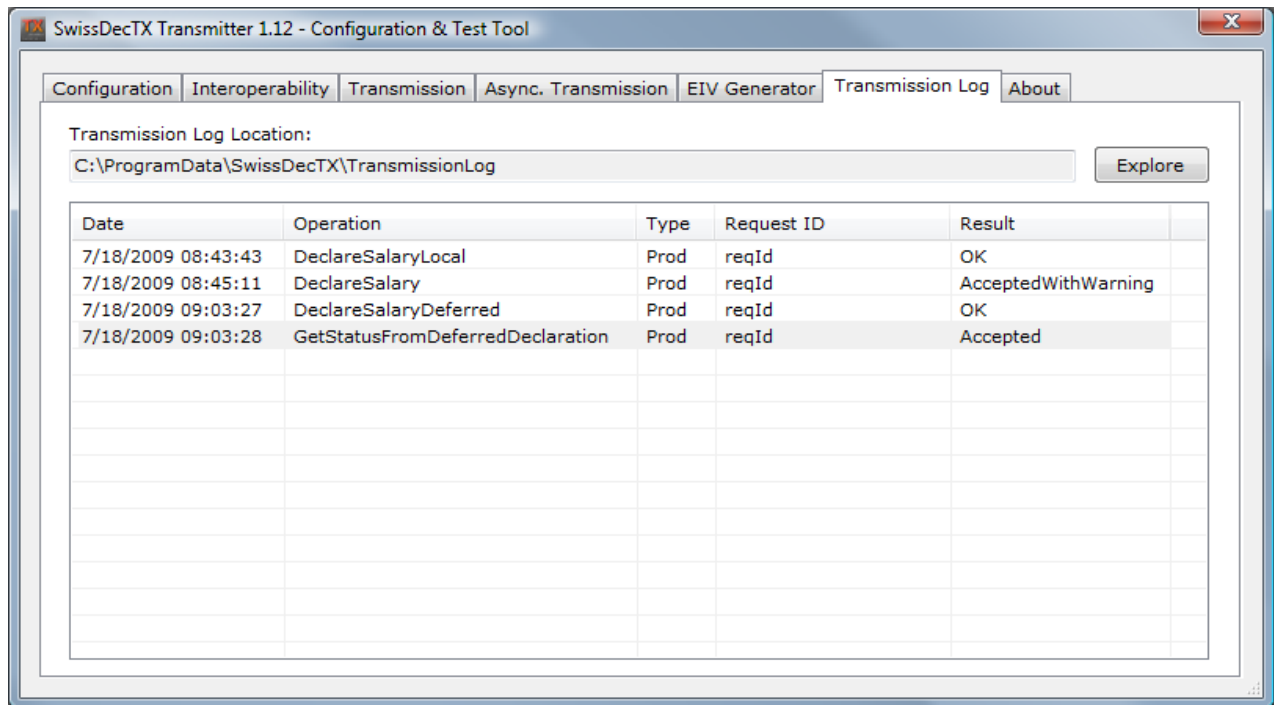 TX SwissDecTX Transmitter 1.12 - Configuration & Test Tool X
Configuration Interoperability Transmission Async. Transmission EIV Generator Transmission Log About
Transmission Log Location:
C:\ProgramData\SwissDecTX\TransmissionLog Explore
Date Operation Type Request ID Result
7/18/2009 08:43:43 DeclareSalaryLocal Prod reqId OK
7/18/2009 08:45:11 DeclareSalary Prod reqId AcceptedWithWarning
7/18/2009 09:03:27 DeclareSalaryDeferred Prod reqId OK
7/18/2009 09:03:28 GetStatusFromDeferredDeclaration Prod reqId Accepted